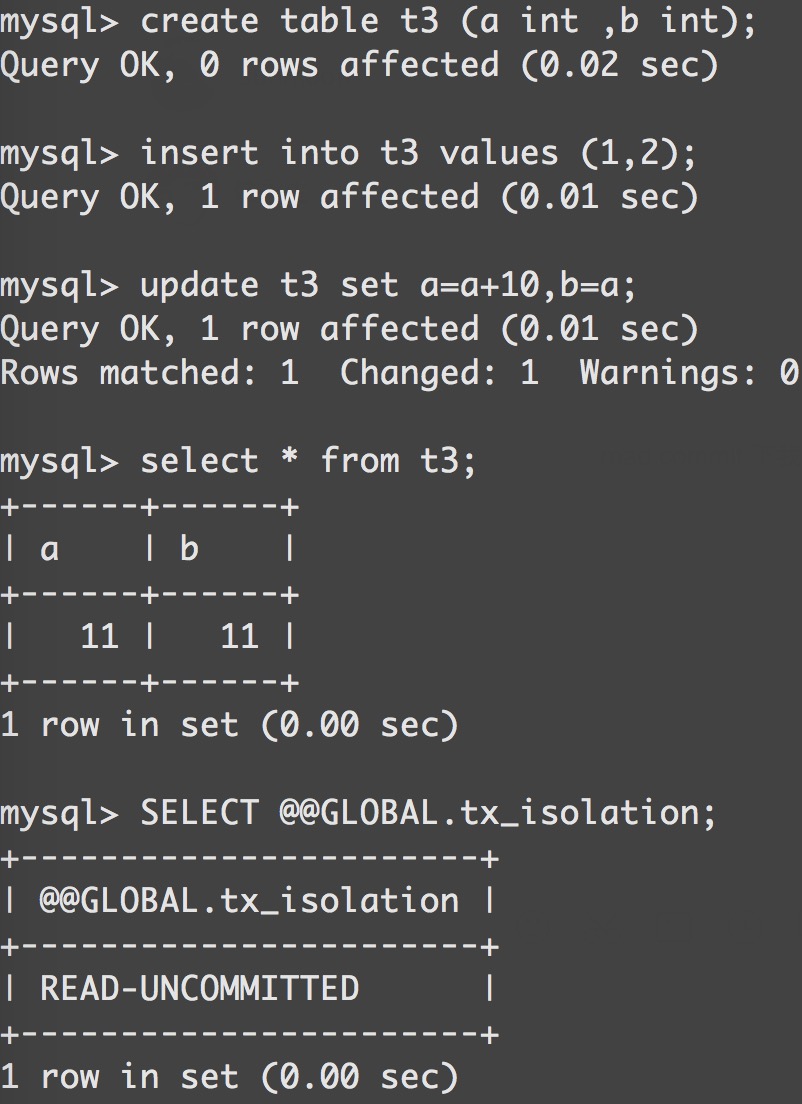 mysql> create table t3 (a int ,b int);
Query OK, 0 rows affected (0.02 sec)
mysql> insert into t3 values (1,2);
Query OK, 1 row affected (0.01 sec)
mysql> update t3 set a=a+10,b=a;
Query OK, 1 row affected (0.01 sec)
Rows matched: 1  Changed: 1  Warnings: 0
mysql> select * from t3;
+------+------+
| a    | b    |
+------+------+
|   11 |   11 |
+------+------+
1 row in set (0.00 sec)
mysql> SELECT @@GLOBAL.tx_isolation;
+-----------------------+
| @@GLOBAL.tx_isolation |
+-----------------------+
| READ-UNCOMMITTED      |
+-----------------------+
1 row in set (0.00 sec)